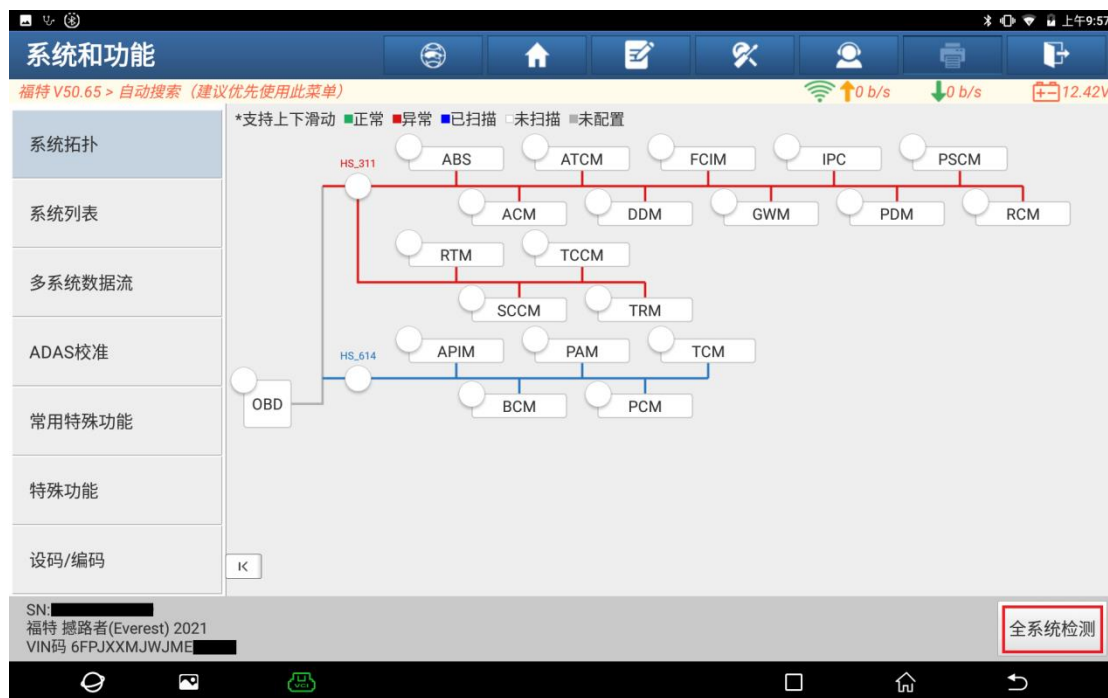 上午9:57
系统和功能
福特 V50.65 > 自动搜索（建议优先使用此菜单）
0 b/s
0 b/s
12.42V
系统拓扑
系统列表
多系统数据流
ADAS校准
常用特殊功能
特殊功能
设码/编码
*支持上下滑动 正常 异常 已扫描 未扫描 未配置
HS_311
ABS ATCM FCIM IPC PSCM
ACM DDM GWM PDM RCM
RTM TCCM
SCCM TRM
HS_614
APIM PAM TCM
BCM PCM
OBD
SN:
福特 撼路者(Everest) 2021
VIN码 6FPJXXMJWJME
全系统检测
VCI